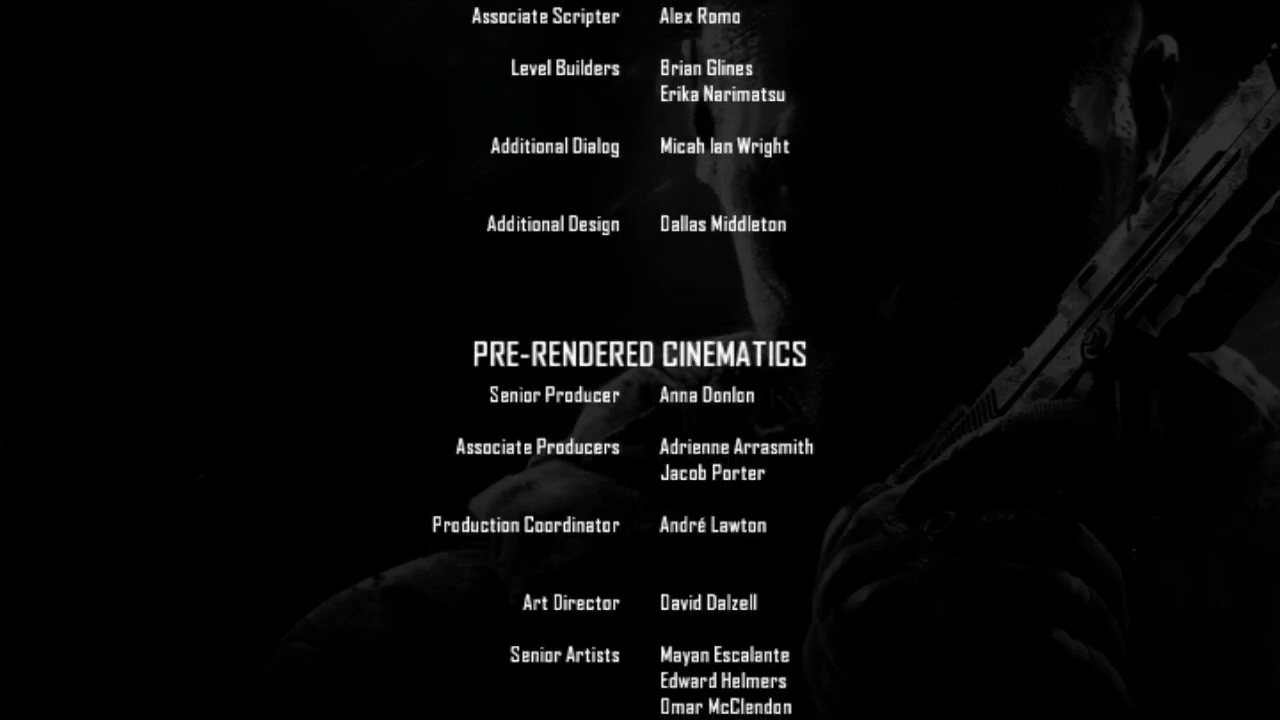 Associate Scripter Alex Romo
Level Builders Brian Glines
Erika Narimatsu
Additional Dialog Micah Ian Wright
Additional Design Dallas Middleton
PRE-RENDERED CINEMATICS
Senior Producer Anna Donlon
Associate Producers Adrienne Arrasmith
Jacob Porter
Production Coordinator André Lawton
Art Director David Dalzell
Senior Artists Mayan Escalante
Edward Helmers
Omar McClendon